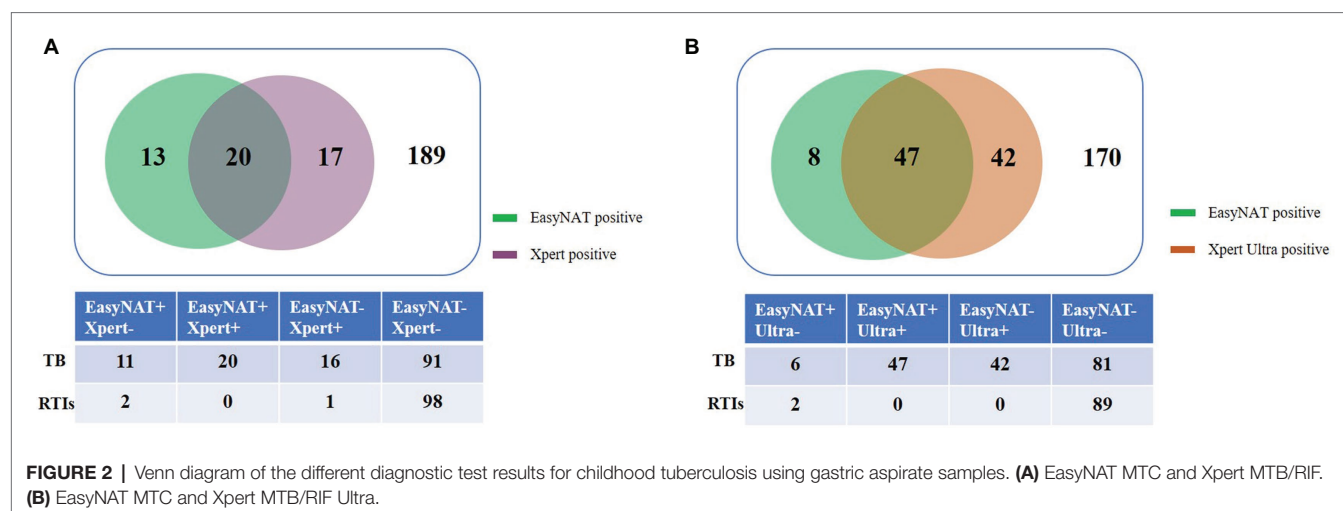 A
13 20 17 189
EasyNAT positive
Xpert positive
EasyNAT+ Xpert- EasyNAT+ Xpert+ EasyNAT- Xpert+ EasyNAT- Xpert-
TB 11 20 16 91
RTIs 2 0 1 98
B
8 47 42 170
EasyNAT positive
Xpert Ultra positive
EasyNAT+ Ultra- EasyNAT+ Ultra+ EasyNAT- Ultra+ EasyNAT- Ultra-
TB 6 47 42 81
RTIs 2 0 0 89
FIGURE 2 | Venn diagram of the different diagnostic test results for childhood tuberculosis using gastric aspirate samples. (A) EasyNAT MTC and Xpert MTB/RIF.
(B) EasyNAT MTC and Xpert MTB/RIF Ultra.